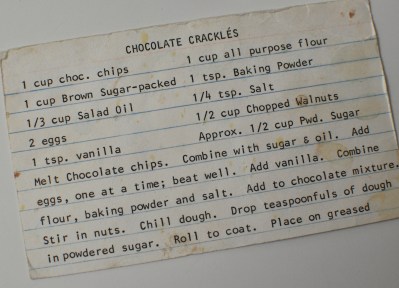 CHOCOLATE CRACKLÉS
1 cup choc. chips 1 cup all purpose flour
1 cup Brown Sugar-packed 1 tsp. Baking Powder
1/3 cup Salad Oil 1/4 tsp. Salt
2 eggs 1/2 cup Chopped Walnuts
1 tsp. vanilla Approx. 1/2 cup Pwd. Sugar
Melt Chocolate chips. Combine with sugar & oil. Add
eggs, one at a time; beat well. Add vanilla. Combine
flour, baking powder and salt. Add to chocolate mixture.
Stir in nuts. Chill dough. Drop teaspoonfuls of dough
in powdered sugar. Roll to coat. Place on greased